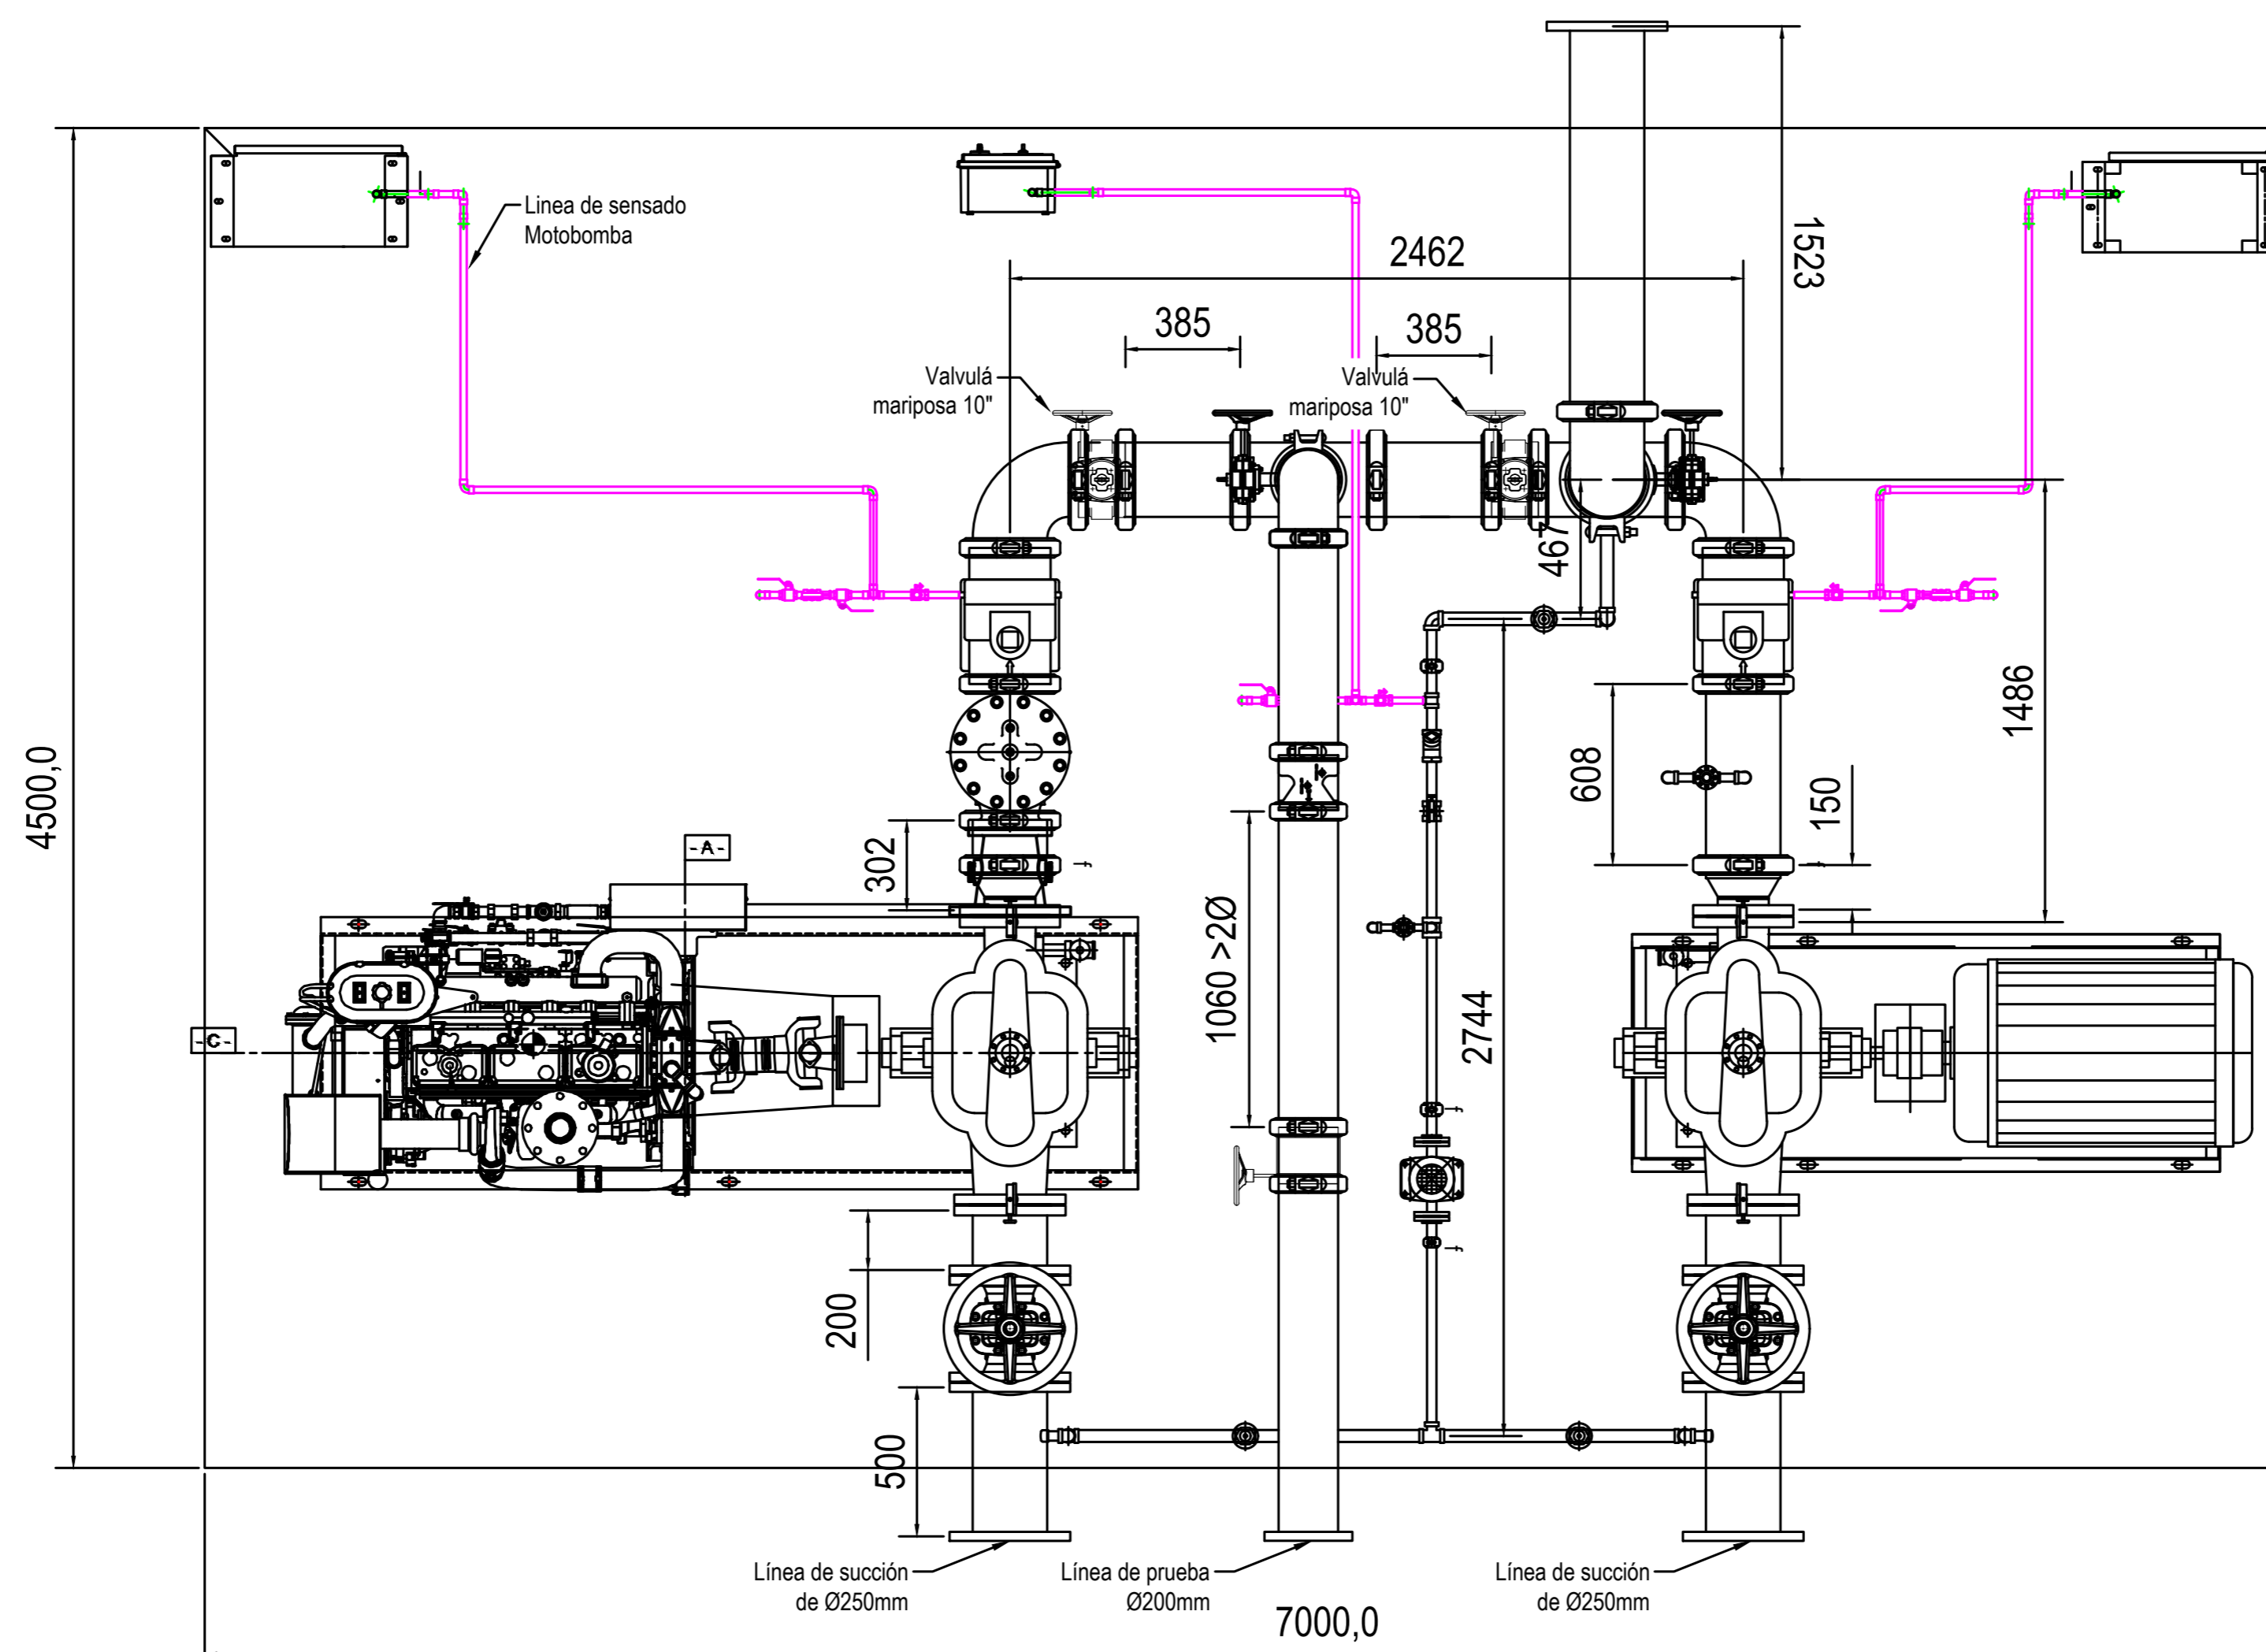 1523
Linea de sensado
Motobomba
2462
385
385
Valvulá
mariposa 10"
Valvulá
mariposa 10"
467
1486
4500,0
608
150
302
-A-
1060 >2Ø
2744
-C-
200
500
Línea de succión
de Ø250mm
Línea de prueba
Ø200mm
Línea de succión
de Ø250mm
7000,0